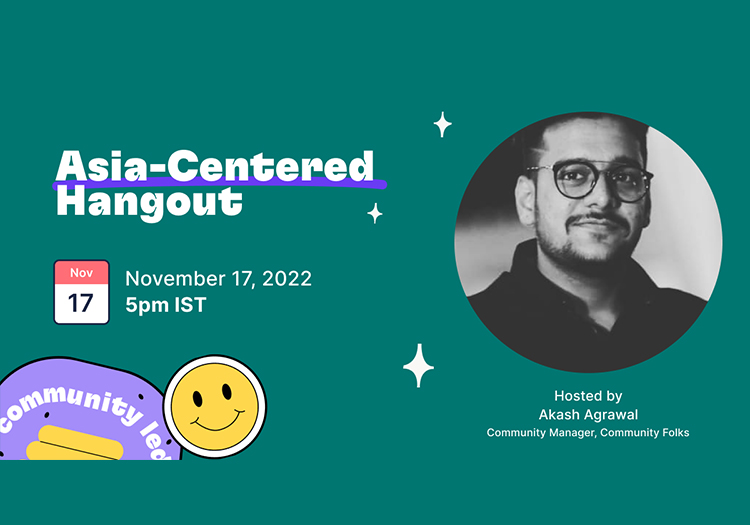 Asia-Centered
Hangout
Nov
17
November 17, 2022
5pm IST
community led
Hosted by
Akash Agrawal
Community Manager, Community Folks